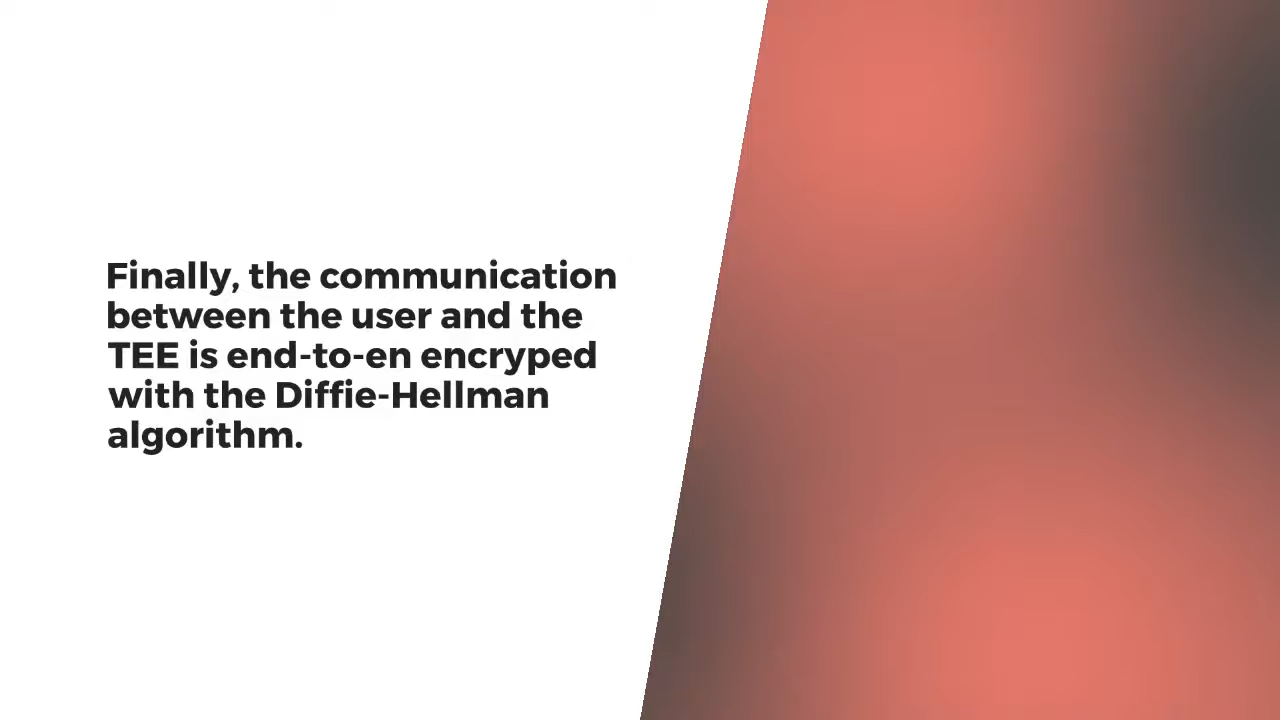 Finally, the communication
between the user and the
TEE is end-to-en encryped
with the Diffie-Hellman
algorithm.